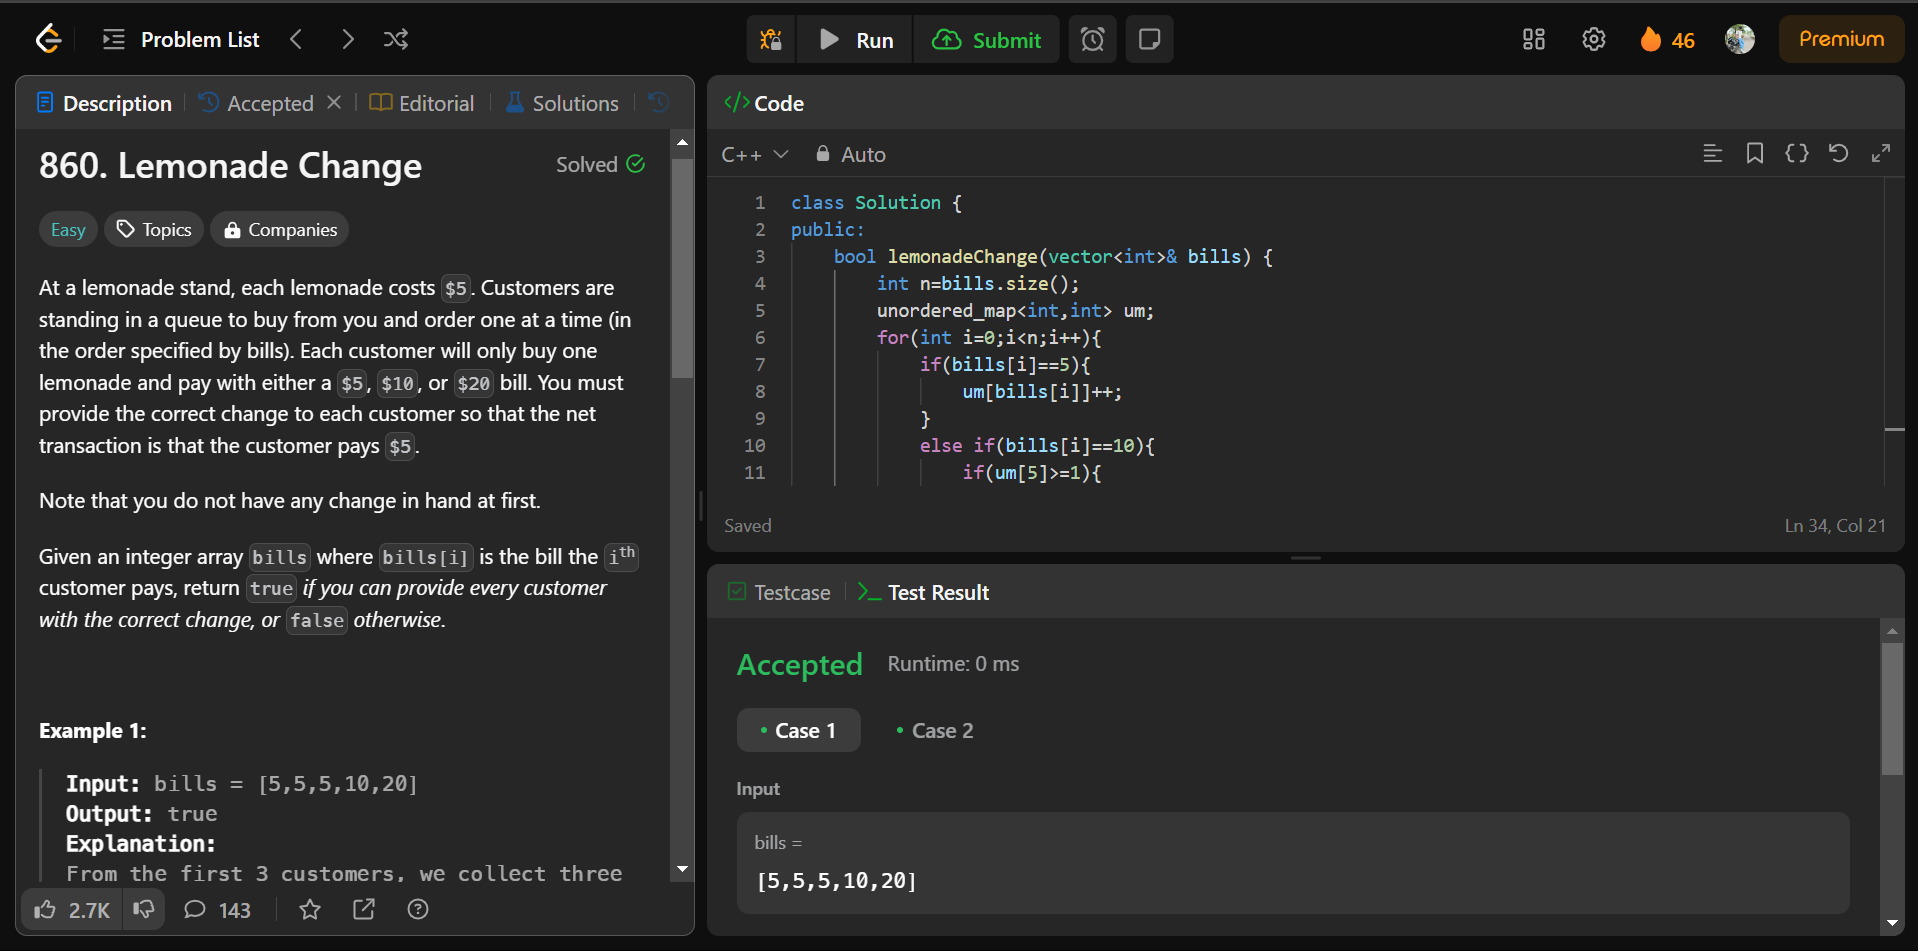 Problem List
Run
Submit
46
Premium
Description
Accepted
Editorial
Solutions
860. Lemonade Change
Solved
Easy
Topics
Companies
At a lemonade stand, each lemonade costs $5. Customers are
standing in a queue to buy from you and order one at a time (in
the order specified by bills). Each customer will only buy one
lemonade and pay with either a $5, $10, or $20 bill. You must
provide the correct change to each customer so that the net
transaction is that the customer pays $5.
Note that you do not have any change in hand at first.
Given an integer array bills where bills[i] is the bill the ith
customer pays, return true if you can provide every customer
with the correct change, or false otherwise.
Example 1:
Input: bills = [5,5,5,10,20]
Output: true
Explanation:
From the first 3 customers, we collect three
2.7K
143
</> Code
C++
Auto
1 class Solution {
2 public:
3 bool lemonadeChange(vector<int>& bills) {
4 int n=bills.size();
5 unordered_map<int,int> um;
6 for(int i=0;i<n;i++){
7 if(bills[i]==5){
8 um[bills[i]]++;
9 }
10 else if(bills[i]==10){
11 if(um[5]>=1){
Saved
Ln 34, Col 21
Testcase
Test Result
Accepted
Runtime: 0 ms
Case 1
Case 2
Input
bills =
[5,5,5,10,20]